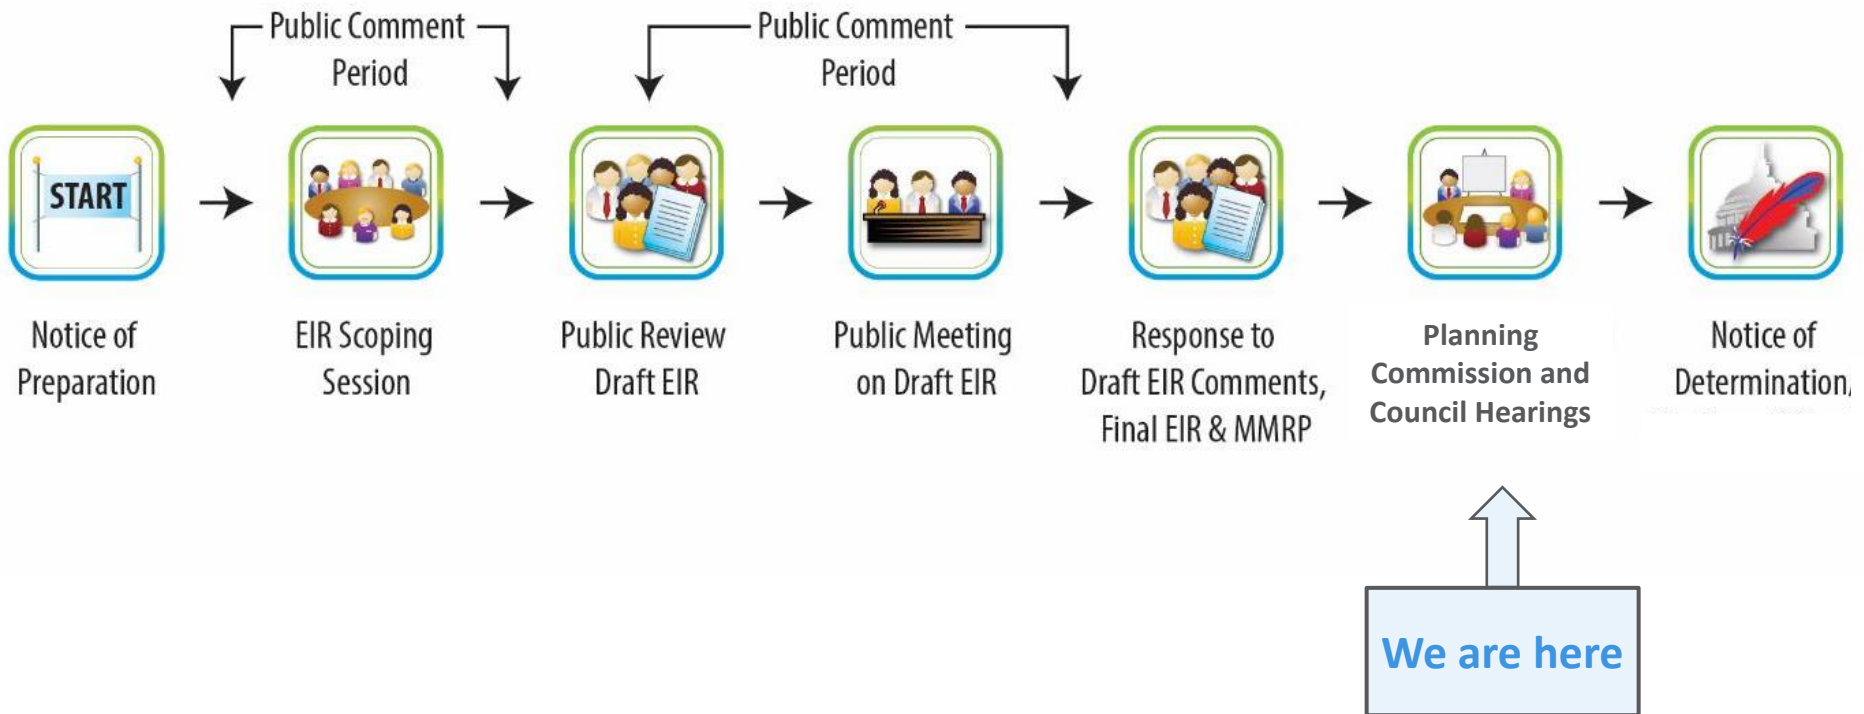 Public Comment
Period
Public Comment
Period
START
Notice of
Preparation
EIR Scoping
Session
Public Review
Draft EIR
Public Meeting
on Draft EIR
Response to
Draft EIR Comments,
Final EIR & MMRP
Planning
Commission and
Council Hearings
Notice of
Determination/
We are here